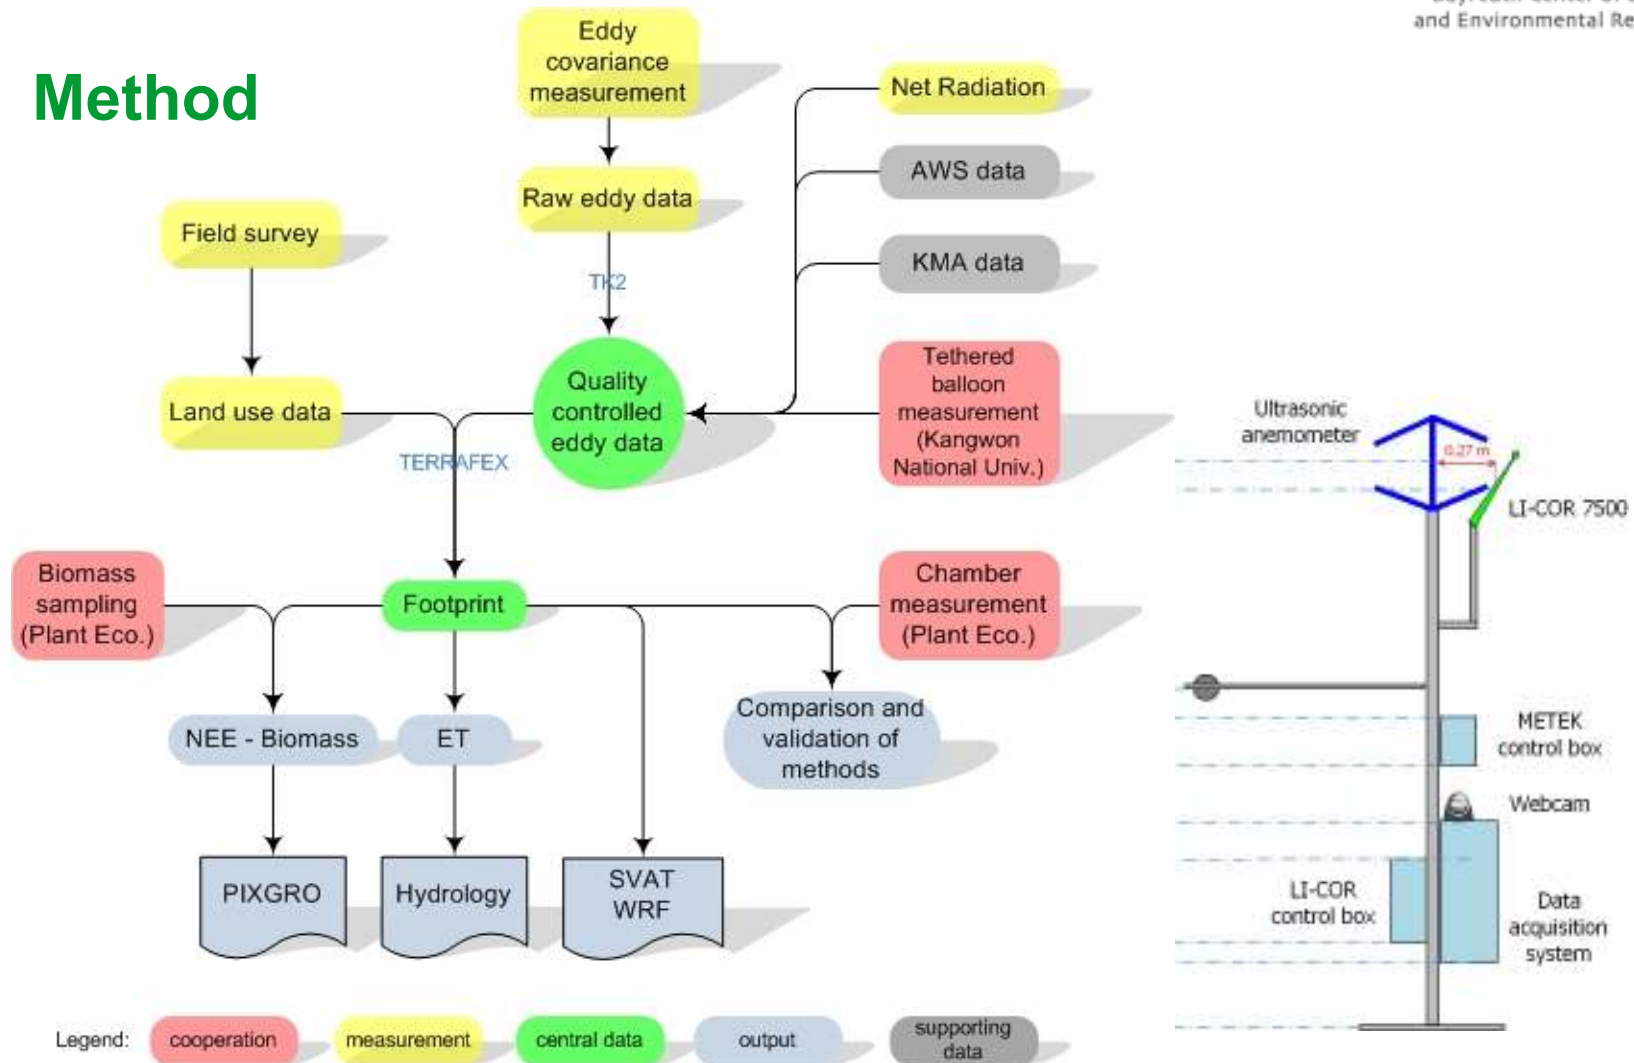 and Environmental Re
Method
Eddy
covariance
measurement
Net Radiation
AWS data
Raw eddy data
Field survey
KMA data
TK2
Tethered
balloon
measurement
(Kangwon
National Univ.)
Quality
controlled
eddy data
Land use data
TERRAFEX
Biomass
sampling
(Plant Eco.)
Footprint
Chamber
measurement
(Plant Eco.)
NEE - Biomass
ET
Comparison and
validation of
methods
PIXGRO
Hydrology
SVAT
WRF
Legend:
cooperation
measurement
central data
output
supporting
data
Ultrasonic
anemometer
0.27 m
LI-COR 7500
METEK
control box
Webcam
LI-COR
control box
Data
acquisition
system